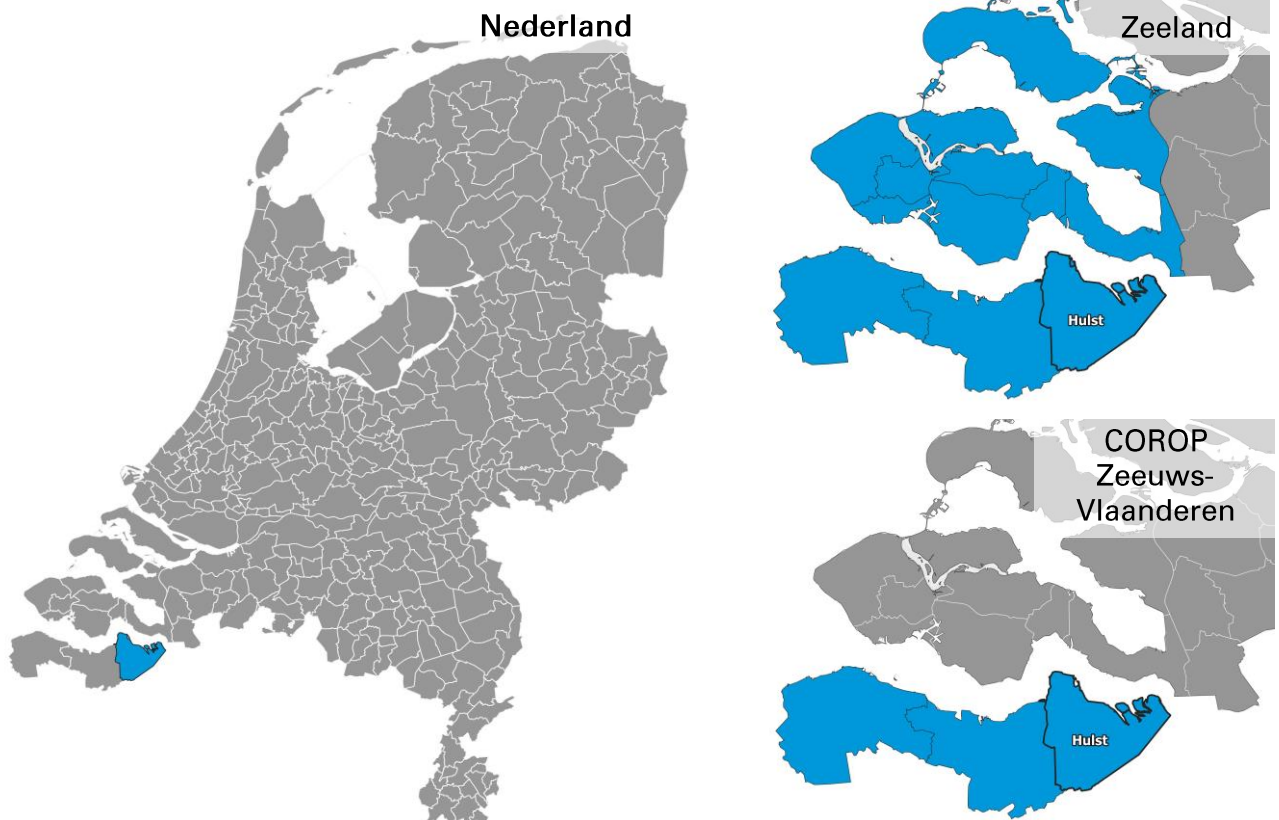 Nederland
Zeeland
Hulst
COROP
Zeeuws-
Vlaanderen
Hulst